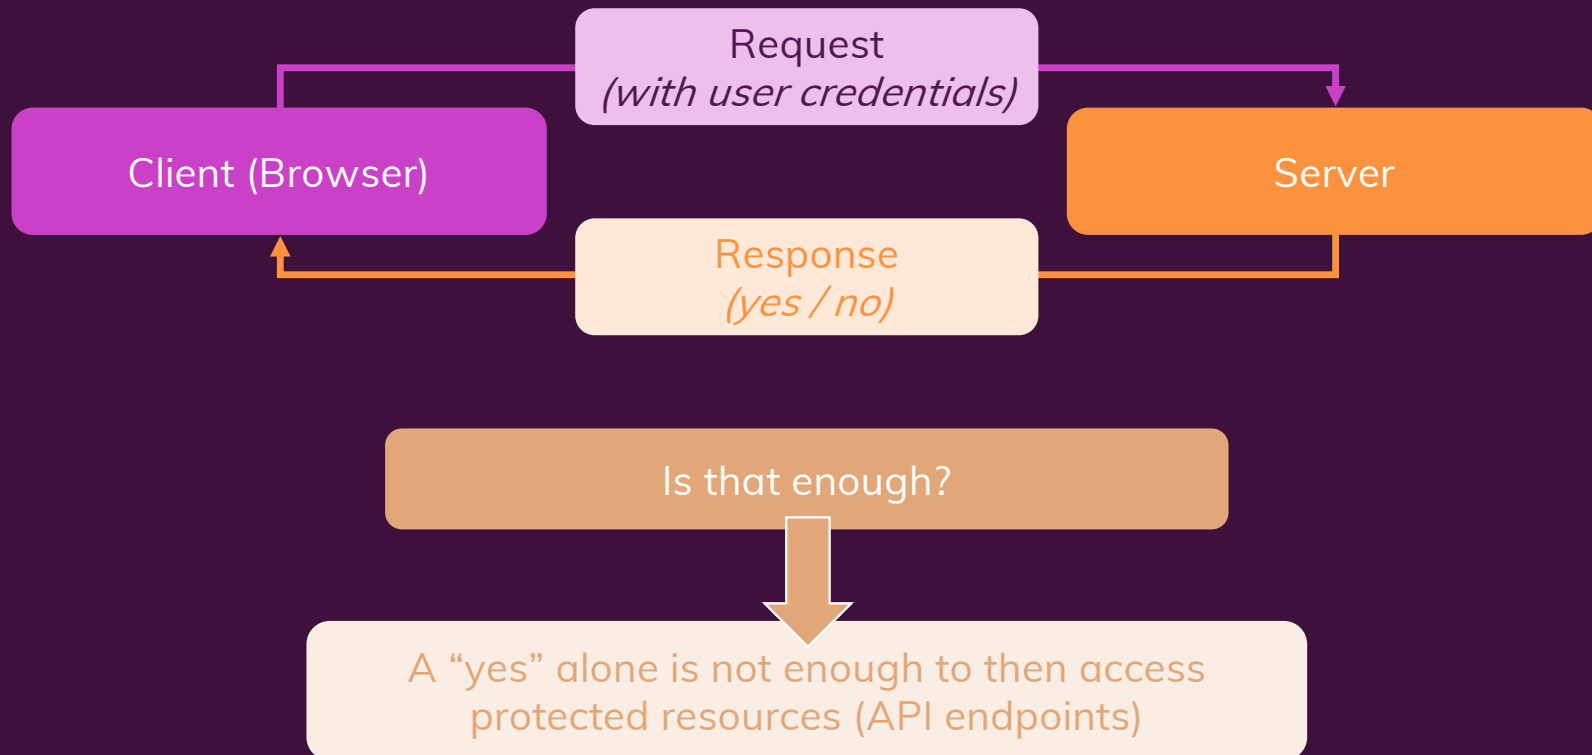 Request
(with user credentials)
Client (Browser)
Server
Response
(yes / no)
Is that enough?
A “yes” alone is not enough to then access
protected resources (API endpoints)